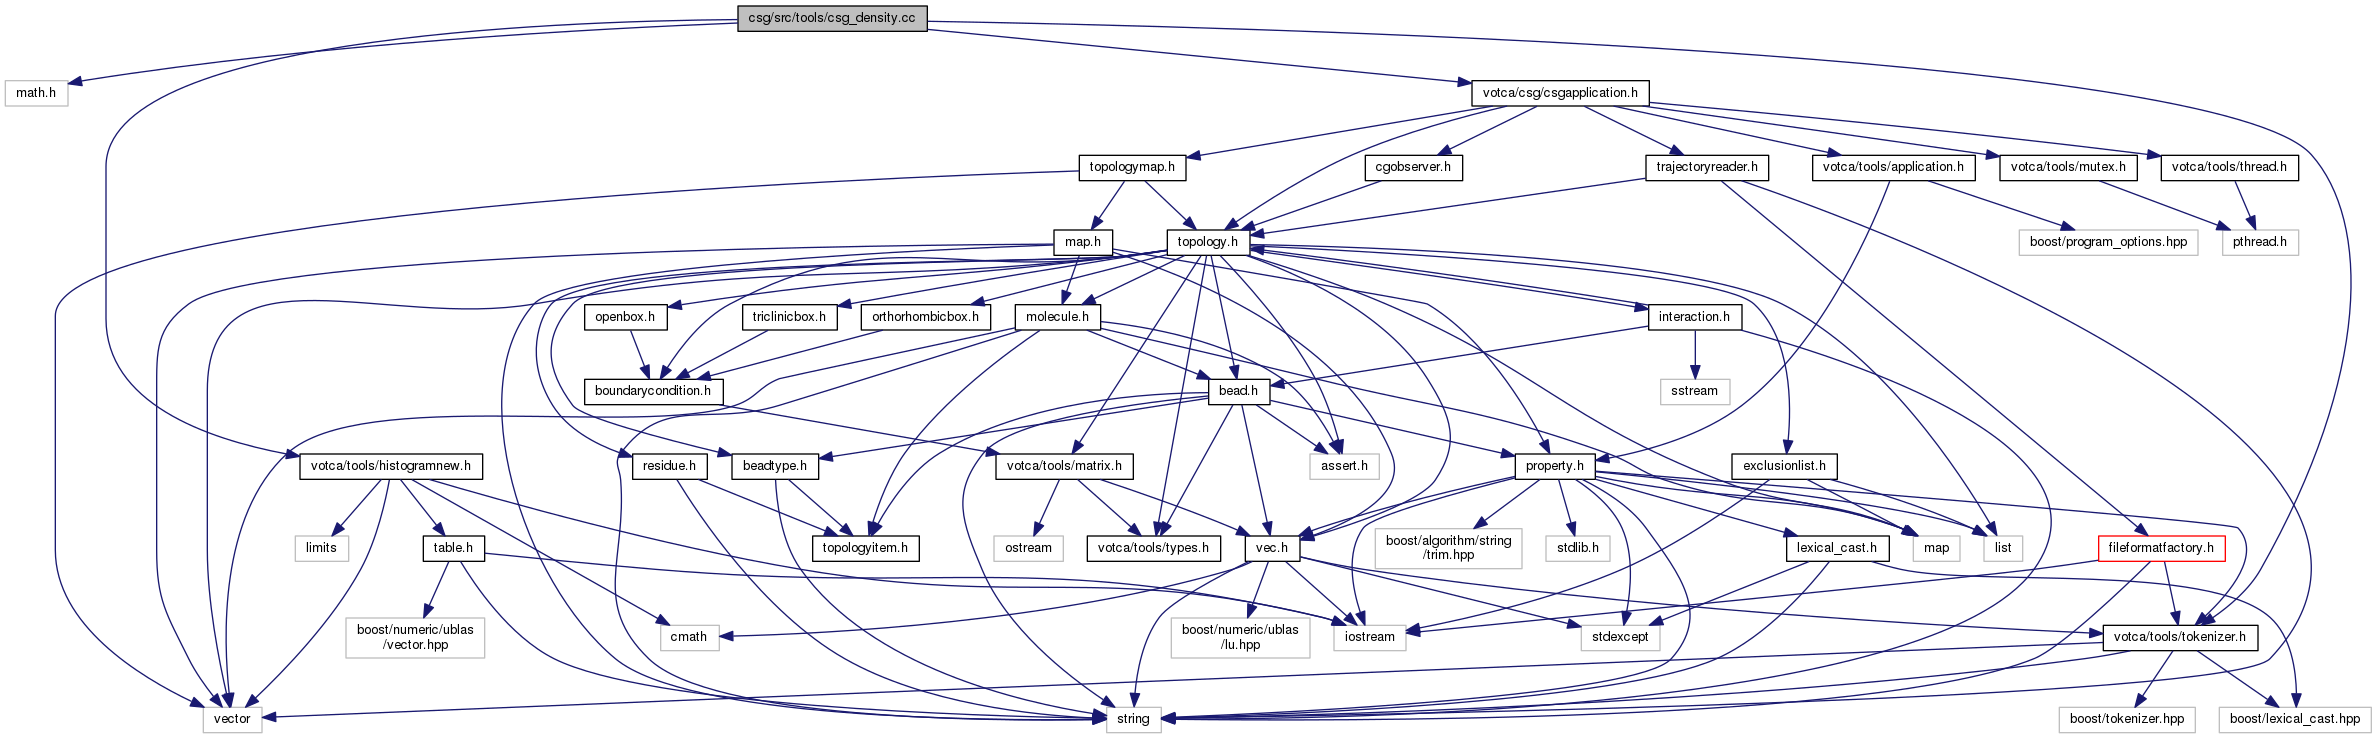 csg/src/tools/csg_density.cc
math.h
votca/csg/csgapplication.h
topologymap.h
cgobserver.h
trajectoryreader.h
votca/tools/application.h
votca/tools/mutex.h
votca/tools/thread.h
map.h
topology.h
boost/program_options.hpp
pthread.h
openbox.h
triclinicbox.h
orthorhombicbox.h
molecule.h
interaction.h
boundarycondition.h
bead.h
sstream
votca/tools/histogramnew.h
residue.h
beadtype.h
votca/tools/matrix.h
assert.h
property.h
exclusionlist.h
limits
table.h
topologyitem.h
ostream
votca/tools/types.h
vec.h
boost/algorithm/string
/trim.hpp
stdlib.h
lexical_cast.h
map
list
fileformatfactory.h
boost/numeric/ublas
/vector.hpp
cmath
boost/numeric/ublas
/lu.hpp
iostream
stdexcept
votca/tools/tokenizer.h
vector
string
boost/tokenizer.hpp
boost/lexical_cast.hpp